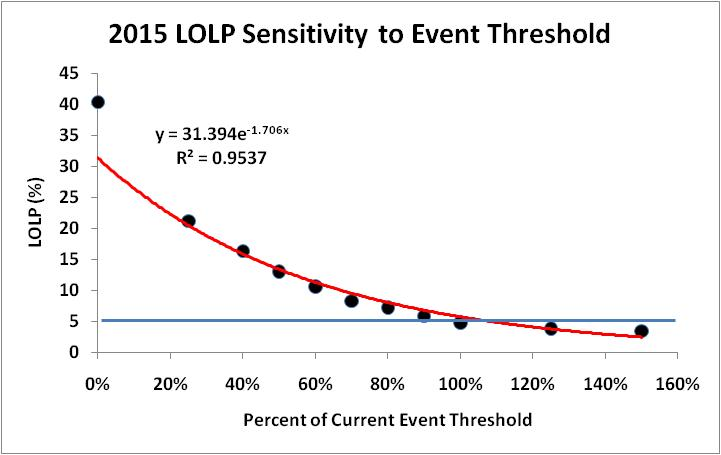 2015 LOLP Sensitivity to Event Threshold
45
40
35
30
25
20
15
10
5
0
LOLP (%)
y = 31.394e^-1.706x
R² = 0.9537
0% 20% 40% 60% 80% 100% 120% 140% 160%
Percent of Current Event Threshold